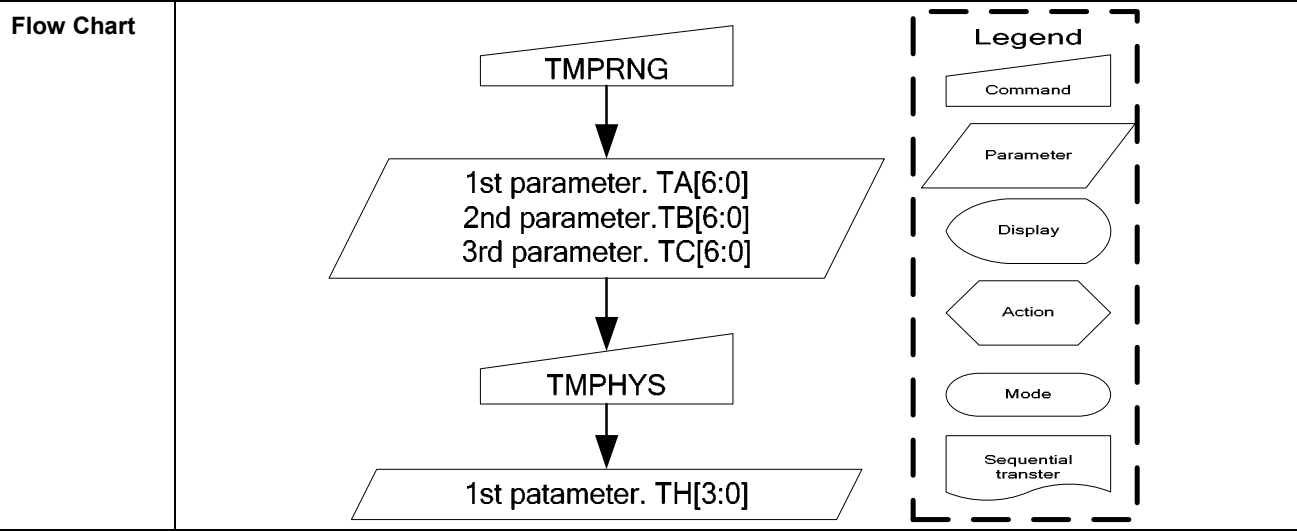 Flow Chart
TMPRNG
1st parameter. TA[6:0]
2nd parameter.TB[6:0]
3rd parameter. TC[6:0]
TMPHYS
1st patameter. TH[3:0]
Legend
Command
Parameter
Display
Action
Mode
Sequential
transter